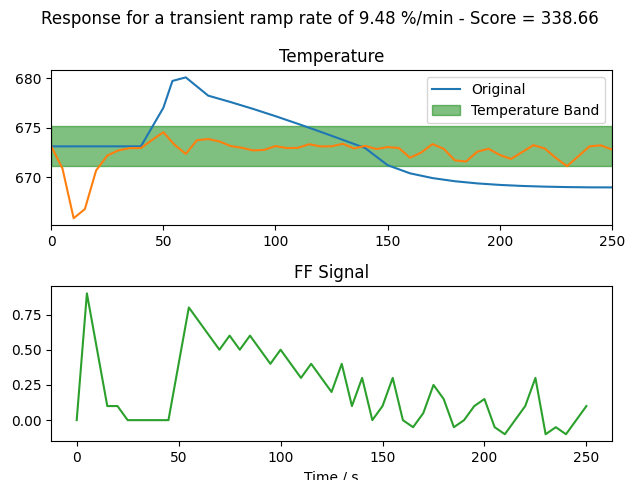 Response for a transient ramp rate of 9.48 %/min - Score = 338.66
Temperature
680
675
670
Original
Temperature Band
0 50 100 150 200 250
FF Signal
0.75
0.50
0.25
0.00
0 50 100 150 200 250
Time / s